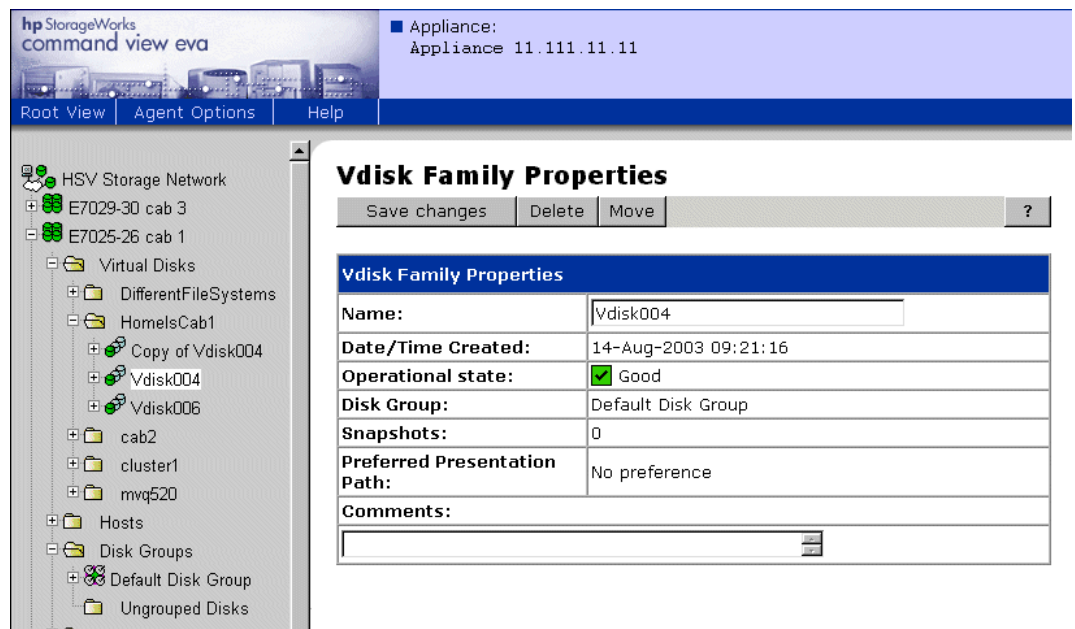 hp StorageWorks
command view eva
Appliance:
Appliance 11.111.11.11
Root View
Agent Options
Help
HSV Storage Network
E7029-30 cab 3
E7025-26 cab 1
Virtual Disks
DifferentFileSystems
HomelsCab1
Copy of Vdisk004
Vdisk004
Vdisk006
cab2
cluster1
mvq520
Hosts
Disk Groups
Default Disk Group
Ungrouped Disks
Vdisk Family Properties
Save changes
Delete
Move
?
Vdisk Family Properties
Name: Vdisk004
Date/Time Created: 14-Aug-2003 09:21:16
Operational state: Good
Disk Group: Default Disk Group
Snapshots: 0
Preferred Presentation
Path: No preference
Comments: